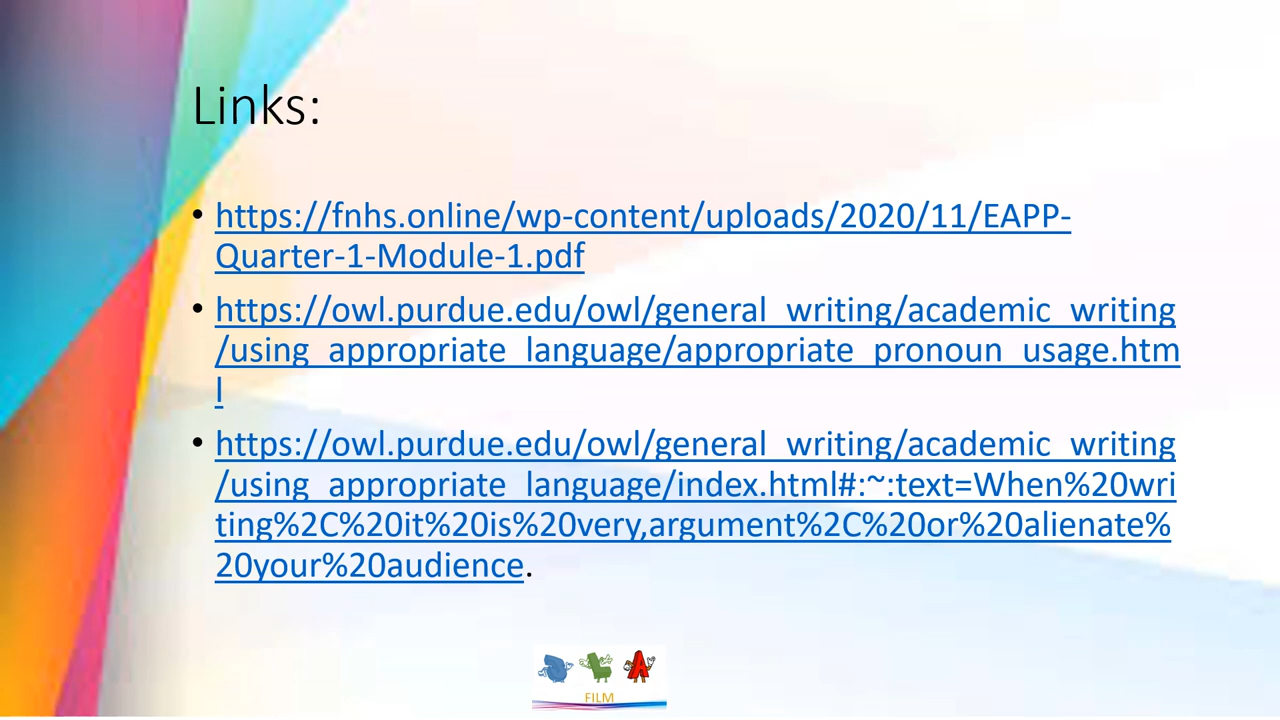 Links:
• https://fnhs.online/wp-content/uploads/2020/11/EAPP-
Quarter-1-Module-1.pdf
• https://owl.purdue.edu/owl/general_writing/academic_writing
/using_appropriate_language/appropriate_pronoun_usage.htm
l
• https://owl.purdue.edu/owl/general_writing/academic_writing
/using_appropriate_language/index.html#:~:text=When%20wri
ting%2C%20it%20is%20very,argument%2C%20or%20alienate%
20your%20audience.
S L A
FILM